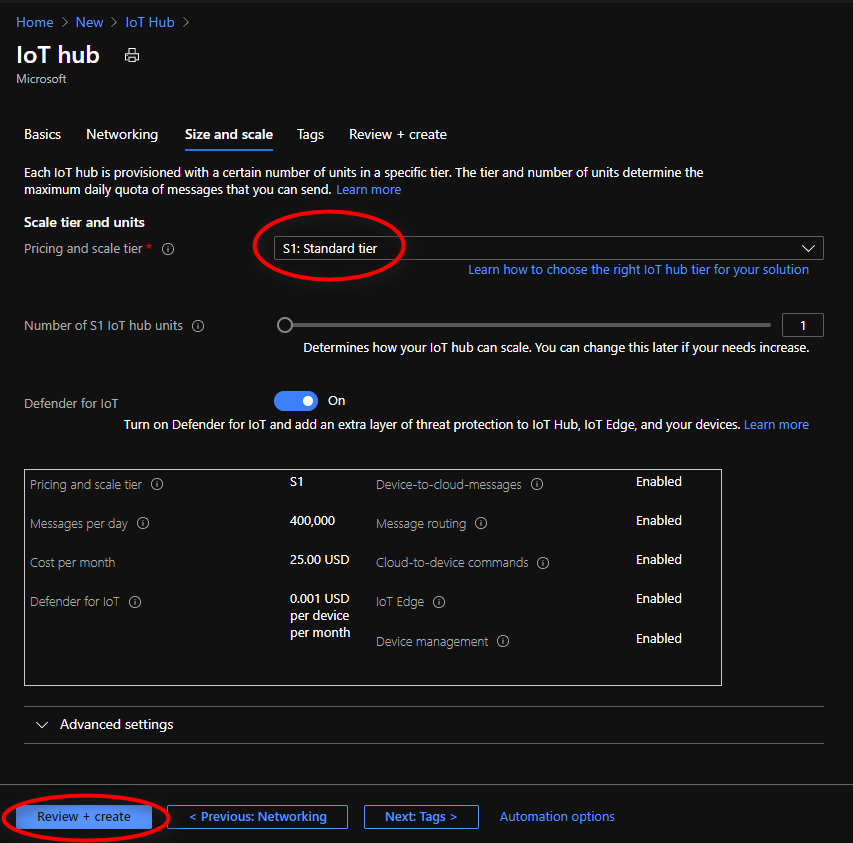 Home > New > IoT Hub >
IoT hub
Microsoft
Basics Networking Size and scale Tags Review + create
Each IoT hub is provisioned with a certain number of units in a specific tier. The tier and number of units determine the
maximum daily quota of messages that you can send. Learn more
Scale tier and units
Pricing and scale tier * S1: Standard tier
Learn how to choose the right IoT hub tier for your solution
Number of S1 IoT hub units 1
Determines how your IoT hub can scale. You can change this later if your needs increase.
Defender for IoT On
Turn on Defender for IoT and add an extra layer of threat protection to IoT Hub, IoT Edge, and your devices. Learn more
Pricing and scale tier S1 Device-to-cloud-messages Enabled
Messages per day 400,000 Message routing Enabled
Cost per month 25.00 USD Cloud-to-device commands Enabled
Defender for IoT 0.001 USD IoT Edge Enabled
per device
per month
Device management Enabled
Advanced settings
Review + create < Previous: Networking Next: Tags > Automation options